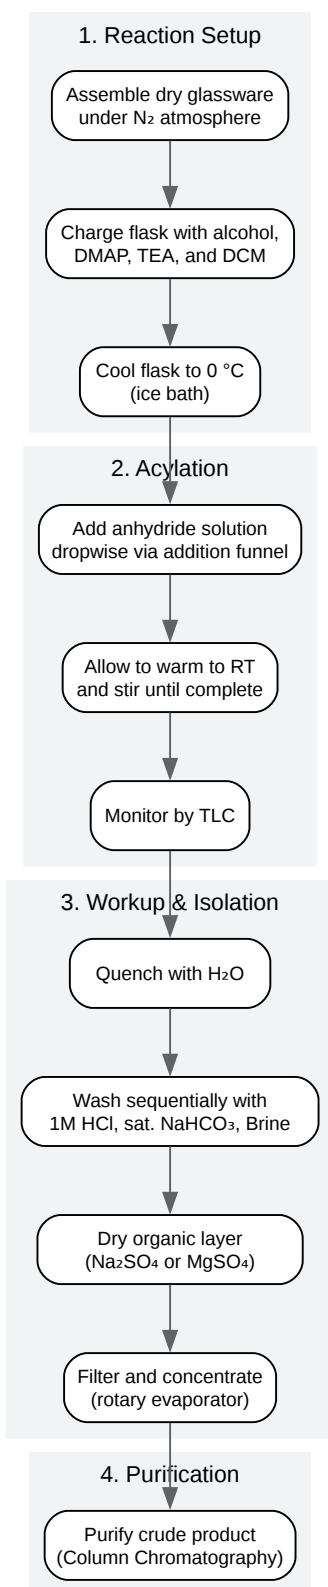 1. Reaction Setup
Assemble dry glassware
under N₂ atmosphere
Charge flask with alcohol,
DMAP, TEA, and DCM
Cool flask to 0 °C
(ice bath)
2. Acylation
Add anhydride solution
dropwise via addition funnel
Allow to warm to RT
and stir until complete
Monitor by TLC
3. Workup & Isolation
Quench with H₂O
Wash sequentially with
1M HCl, sat. NaHCO₃, Brine
Dry organic layer
(Na₂SO₄ or MgSO₄)
Filter and concentrate
(rotary evaporator)
4. Purification
Purify crude product
(Column Chromatography)